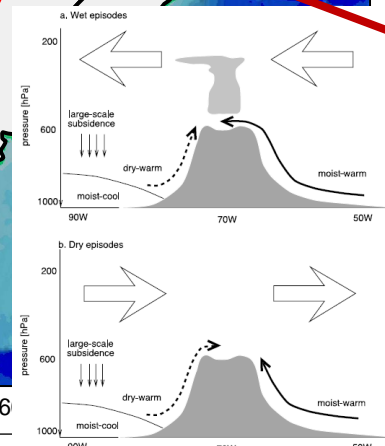 a. Wet episodes
200
pressure [hPa]
large-scale
subsidence
600
dry-warm
moist-warm
moist-cool
1000
90W
70W
50W
b. Dry episodes
200
pressure [hPa]
large-scale
subsidence
600
dry-warm
moist-warm
moist-cool
1000